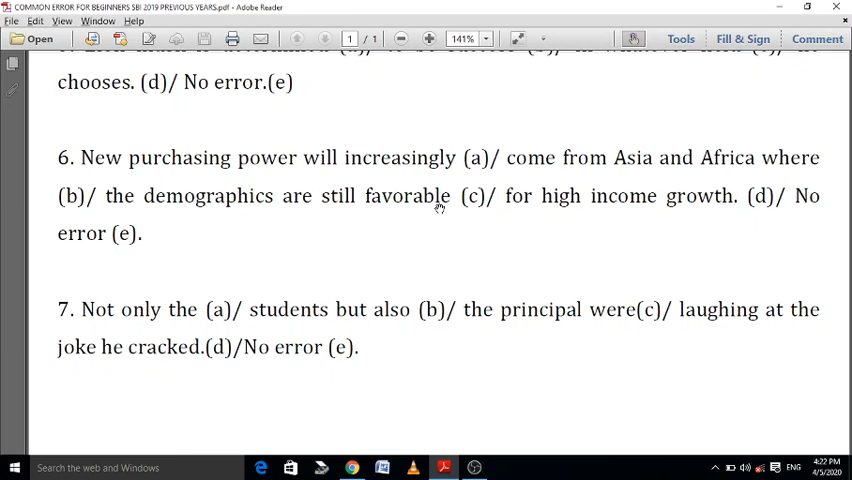 COMMON ERROR FOR BEGINNERS SBI 2019 PREVIOUS YEARS.pdf - Adobe Reader
File Edit View Window Help
Open 1 / 1 141% Tools Fill & Sign Comment
chooses. (d)/ No error.(e)
6. New purchasing power will increasingly (a)/ come from Asia and Africa where
(b)/ the demographics are still favorable (c)/ for high income growth. (d)/ No
error (e).
7. Not only the (a)/ students but also (b)/ the principal were(c)/ laughing at the
joke he cracked.(d)/No error (e).
Search the web and Windows ENG 4:22 PM
4/5/2020